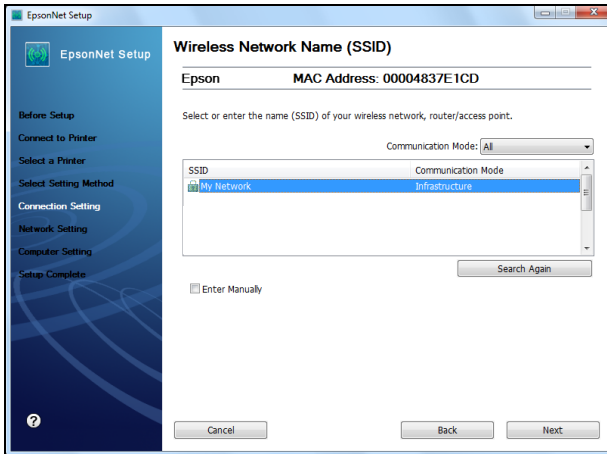 EpsonNet Setup
EpsonNet Setup
Before Setup
Connect to Printer
Select a Printer
Select Setting Method
Connection Setting
Network Setting
Computer Setting
Setup Complete
?
Wireless Network Name (SSID)
Epson MAC Address: 00004837E1CD
Select or enter the name (SSID) of your wireless network, router/access point.
Communication Mode: All
SSID Communication Mode
My Network Infrastructure
Search Again
Enter Manually
Cancel Back Next